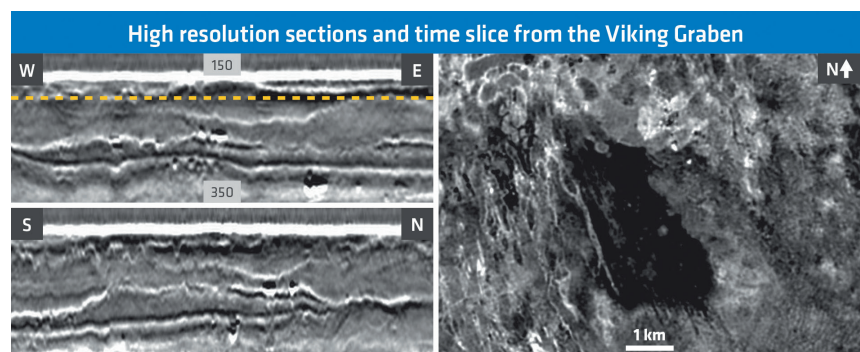 High resolution sections and time slice from the Viking Graben
W 150 E
350
S N
N
1 km